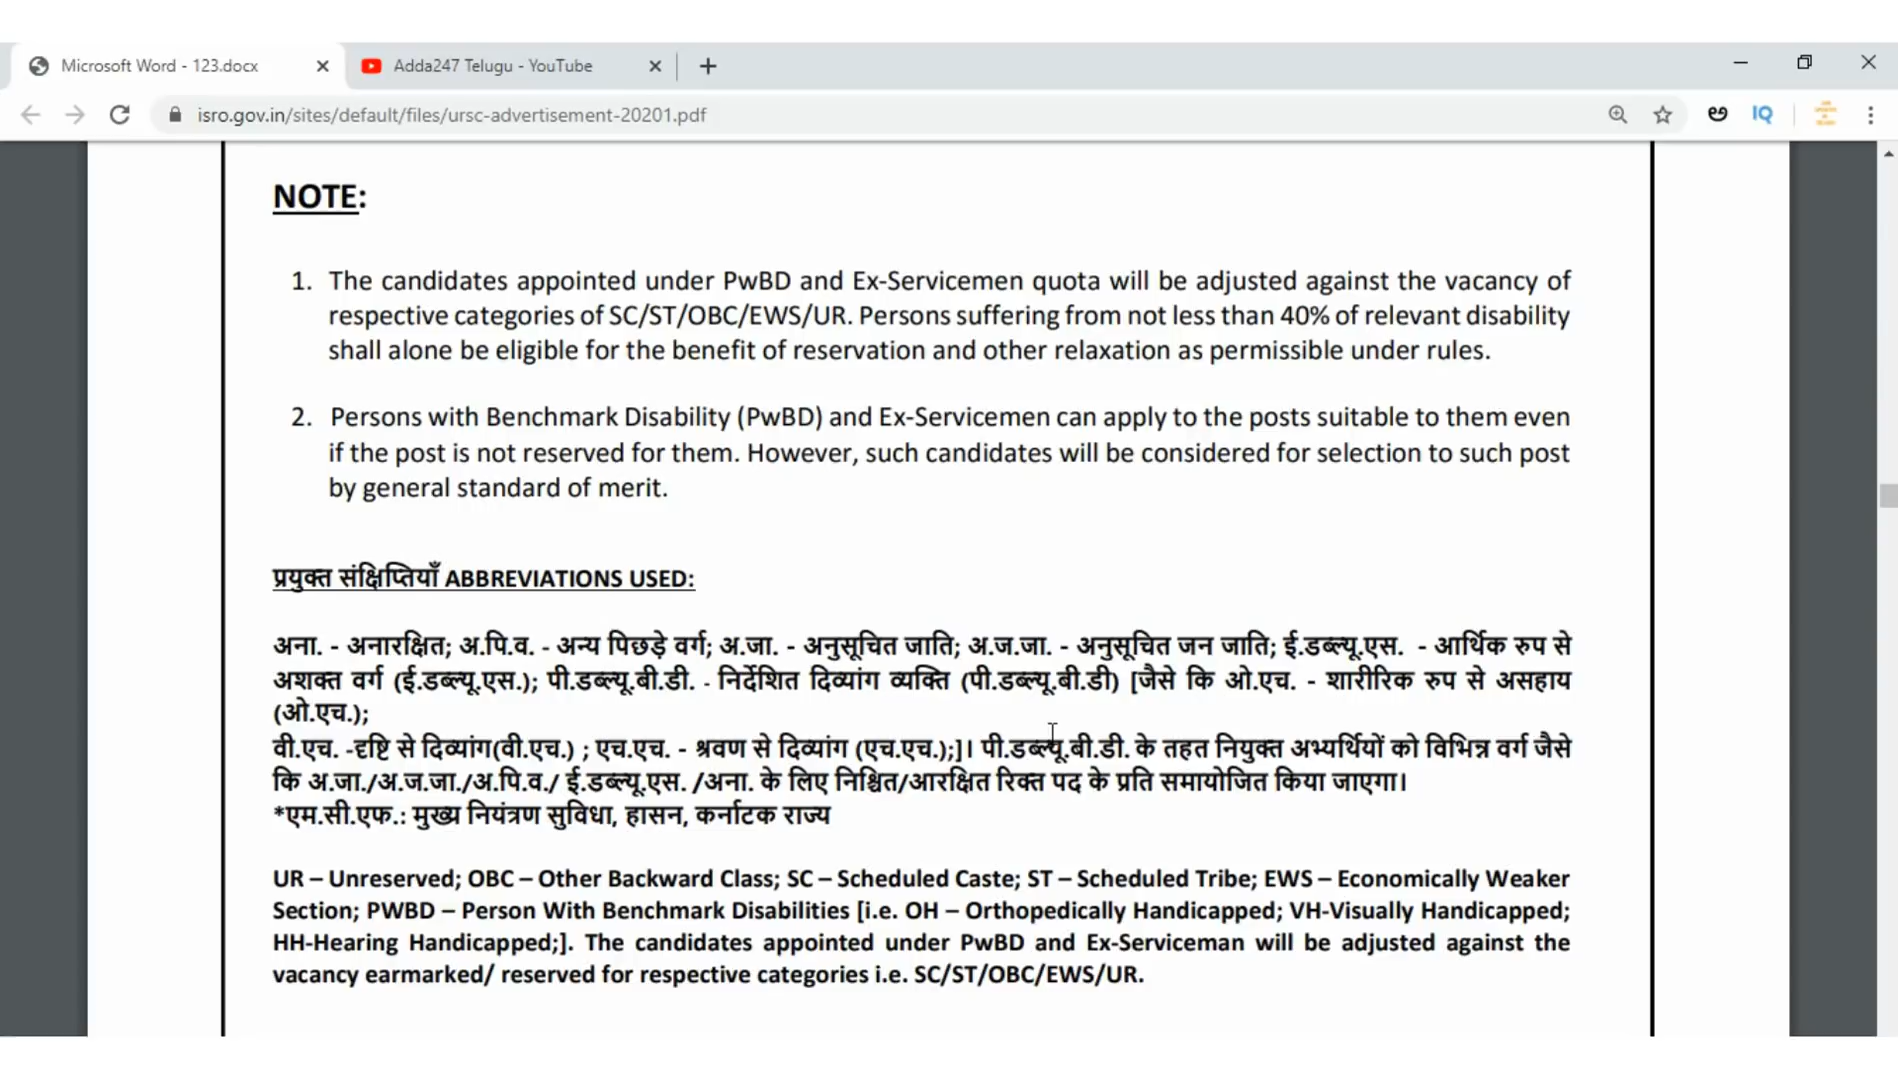 Microsoft Word - 123.docx
Adda247 Telugu - YouTube
isro.gov.in/sites/default/files/ursc-advertisement-20201.pdf
IQ
NOTE:
1. The candidates appointed under PwBD and Ex-Servicemen quota will be adjusted against the vacancy of
respective categories of SC/ST/OBC/EWS/UR. Persons suffering from not less than 40% of relevant disability
shall alone be eligible for the benefit of reservation and other relaxation as permissible under rules.
2. Persons with Benchmark Disability (PwBD) and Ex-Servicemen can apply to the posts suitable to them even
if the post is not reserved for them. However, such candidates will be considered for selection to such post
by general standard of merit.
प्रयुक्त संक्षिप्तियाँ ABBREVIATIONS USED:
अना. - अनारक्षित; अ.पि.व. - अन्य पिछड़े वर्ग; अ.जा. - अनुसूचित जाति; अ.ज.जा. - अनुसूचित जन जाति; ई.डब्ल्यू.एस. - आर्थिक रुप से
अशक्त वर्ग (ई.डब्ल्यू.एस.); पी.डब्ल्यू.बी.डी. - निर्देशित दिव्यांग व्यक्ति (पी.डब्ल्यू.बी.डी) [जैसे कि ओ.एच. - शारीरिक रुप से असहाय
(ओ.एच.);
वी.एच. -दृष्टि से दिव्यांग(वी.एच.) ; एच.एच. - श्रवण से दिव्यांग (एच.एच.);]। पी.डब्ल्यू.बी.डी. के तहत नियुक्त अभ्यर्थियों को विभिन्न वर्ग जैसे
कि अ.जा./अ.ज.जा./अ.पि.व./ ई.डब्ल्यू.एस. /अना. के लिए निश्चित/आरक्षित रिक्त पद के प्रति समायोजित किया जाएगा।
*एम.सी.एफ.: मुख्य नियंत्रण सुविधा, हासन, कर्नाटक राज्य
UR – Unreserved; OBC – Other Backward Class; SC – Scheduled Caste; ST – Scheduled Tribe; EWS – Economically Weaker
Section; PWBD – Person With Benchmark Disabilities [i.e. OH – Orthopedically Handicapped; VH-Visually Handicapped;
HH-Hearing Handicapped;]. The candidates appointed under PwBD and Ex-Serviceman will be adjusted against the
vacancy earmarked/ reserved for respective categories i.e. SC/ST/OBC/EWS/UR.